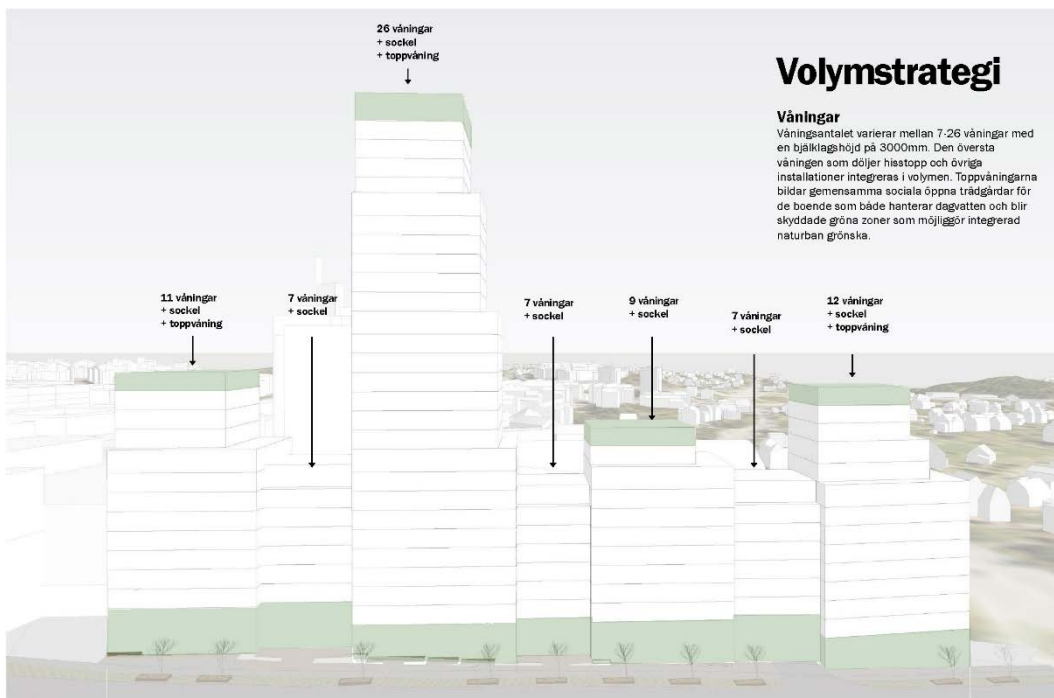 26 våningar
+ sockel
+ toppvåning
Volymstrategi
Våningar
Våningsantalet varierar mellan 7-26 våningar med
en bjälklagshöjd på 3000mm. Den översta
våningen som döljer hisstopp och övriga
installationer integreras i volymen. Toppvåningarna
bildar gemensamma sociala öppna trädgårdar för
de boende som både hanterar dagvatten och blir
skyddade gröna zoner som möjliggör integrerad
naturban grönska.
11 våningar
+ sockel
+ toppvåning
7 våningar
+ sockel
7 våningar
+ sockel
9 våningar
+ sockel
7 våningar
+ sockel
12 våningar
+ sockel
+ toppvåning